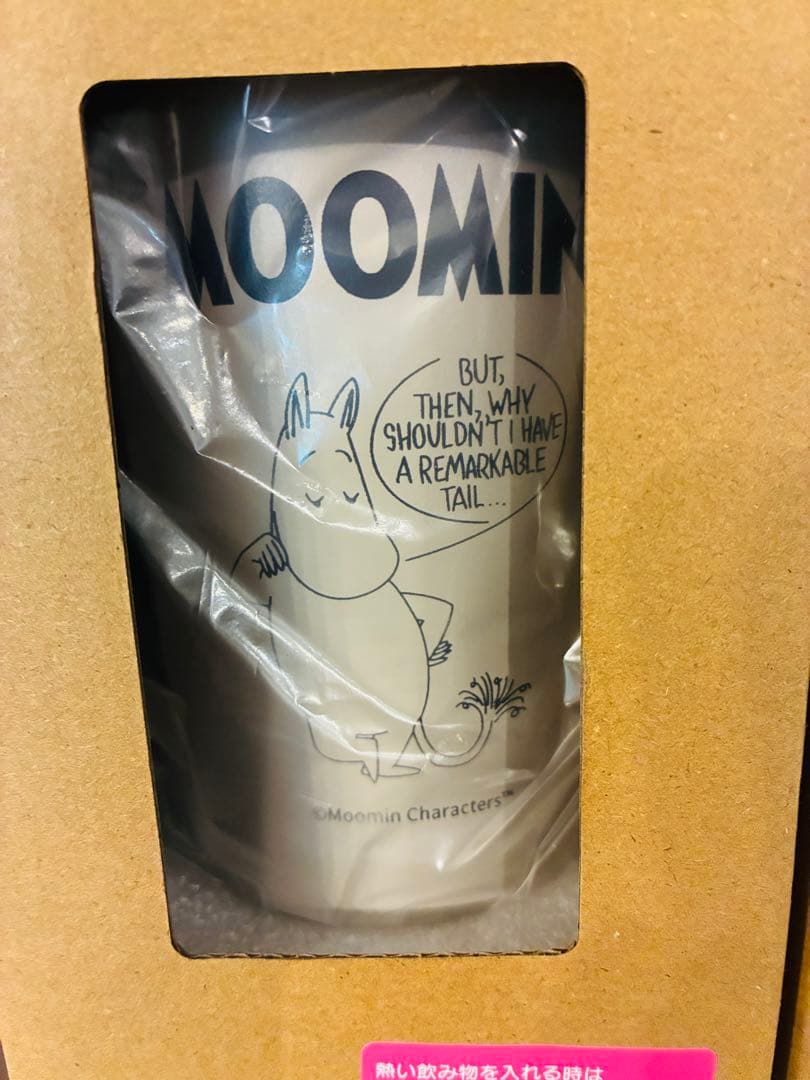 MOOMIN
BUT,
THEN, WHY
SHOULDN'T I HAVE
A REMARKABLE
TAIL...
©Moomin Characters™
熱い飲み物を入れる時は